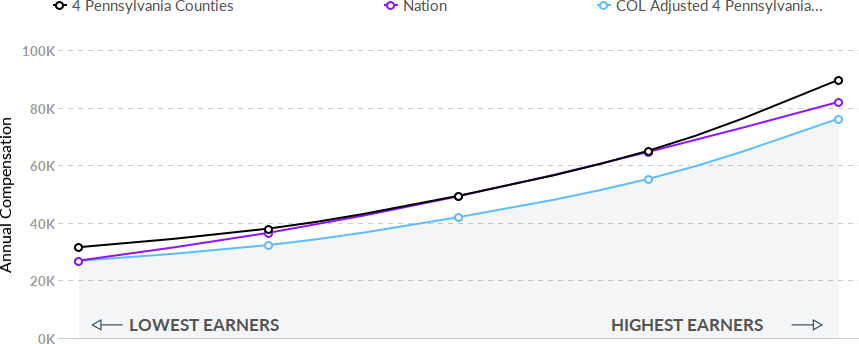 4 Pennsylvania Counties
Nation
COL Adjusted 4 Pennsylvania...
Annual Compensation
100K
80K
60K
40K
20K
0K
LOWEST EARNERS
HIGHEST EARNERS